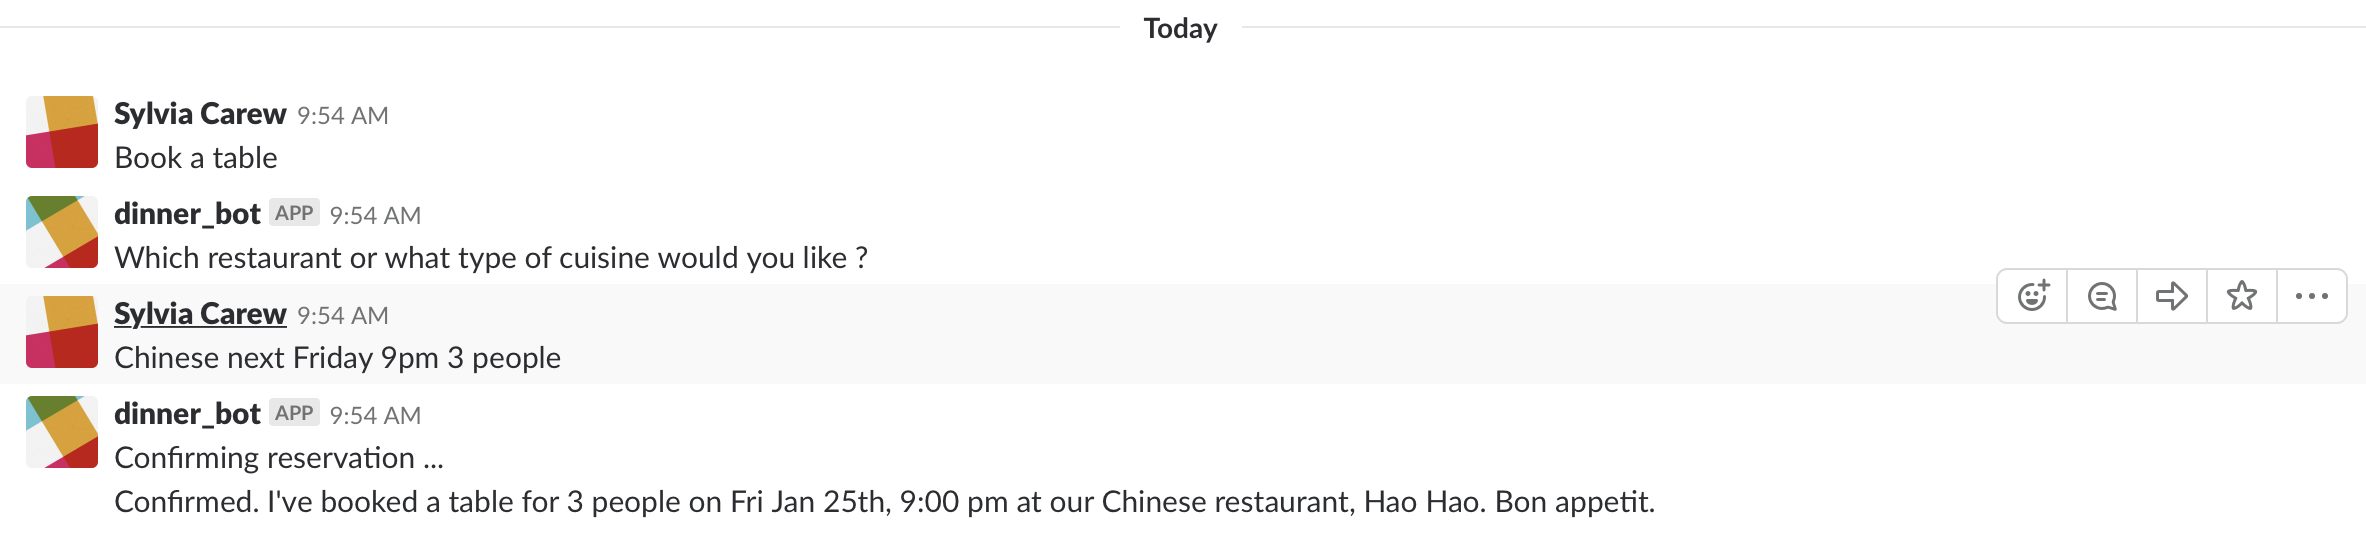 Today
Sylvia Carew 9:54 AM
Book a table
dinner_bot APP 9:54 AM
Which restaurant or what type of cuisine would you like ?
Sylvia Carew 9:54 AM
Chinese next Friday 9pm 3 people
dinner_bot APP 9:54 AM
Confirming reservation ...
Confirmed. I've booked a table for 3 people on Fri Jan 25th, 9:00 pm at our Chinese restaurant, Hao Hao. Bon appetit.